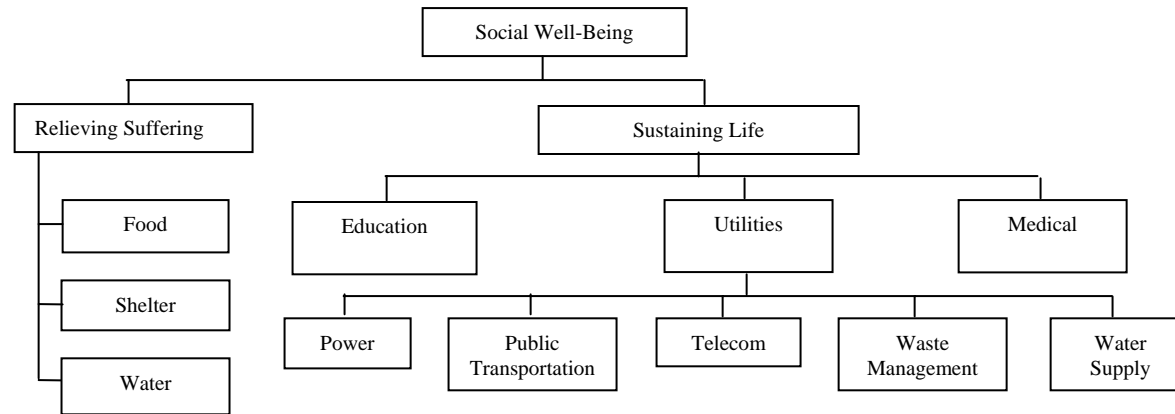 Social Well-Being
Relieving Suffering
Sustaining Life
Food
Shelter
Water
Education
Utilities
Medical
Power
Public
Transportation
Telecom
Waste
Management
Water
Supply